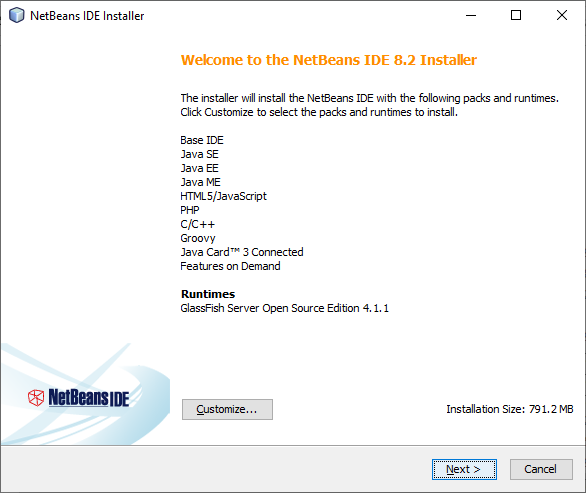 NetBeans IDE Installer
Welcome to the NetBeans IDE 8.2 Installer
The installer will install the NetBeans IDE with the following packs and runtimes.
Click Customize to select the packs and runtimes to install.
Base IDE
Java SE
Java EE
Java ME
HTML5/JavaScript
PHP
C/C++
Groovy
Java Card™ 3 Connected
Features on Demand
Runtimes
GlassFish Server Open Source Edition 4.1.1
NetBeans IDE
Customize...
Installation Size: 791.2 MB
Next >
Cancel